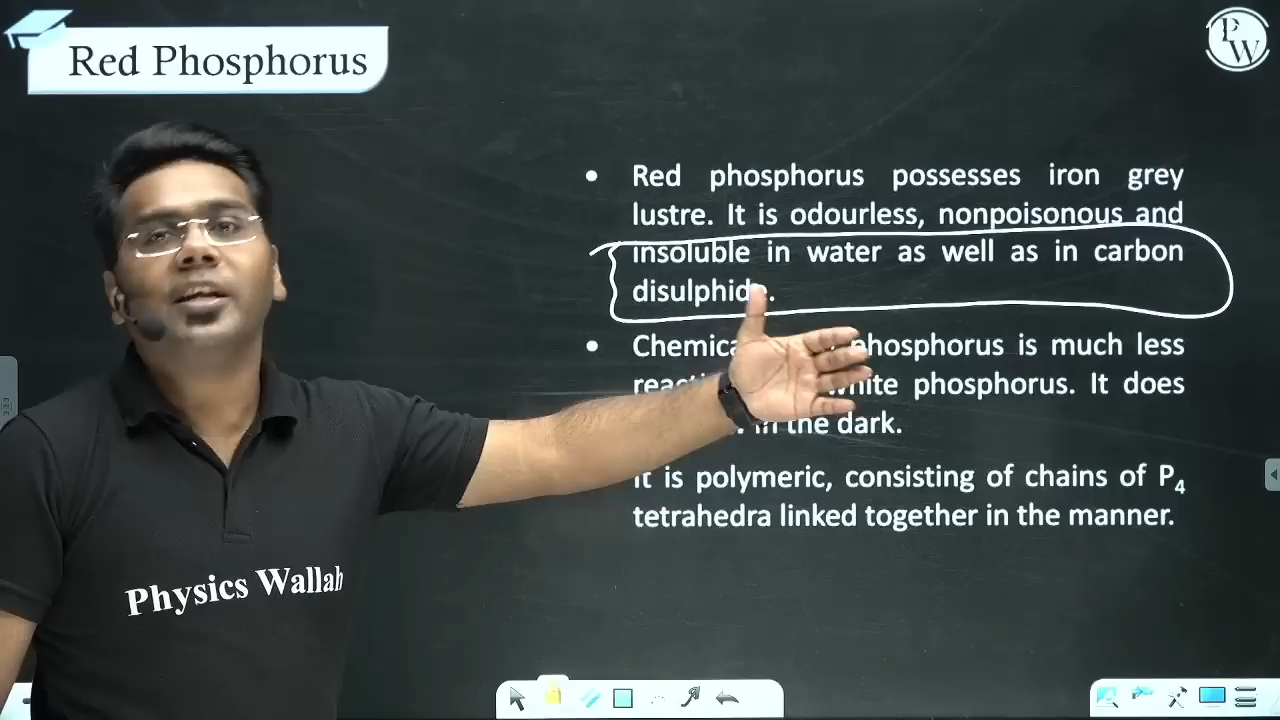 Red Phosphorus
PW
Red phosphorus possesses iron grey
lustre. It is odourless, nonpoisonous and
insoluble in water as well as in carbon
disulphide.
phosphorus is much less
white phosphorus. It does
in the dark.
It is polymeric, consisting of chains of P₄
tetrahedra linked together in the manner.
Physics Wallah